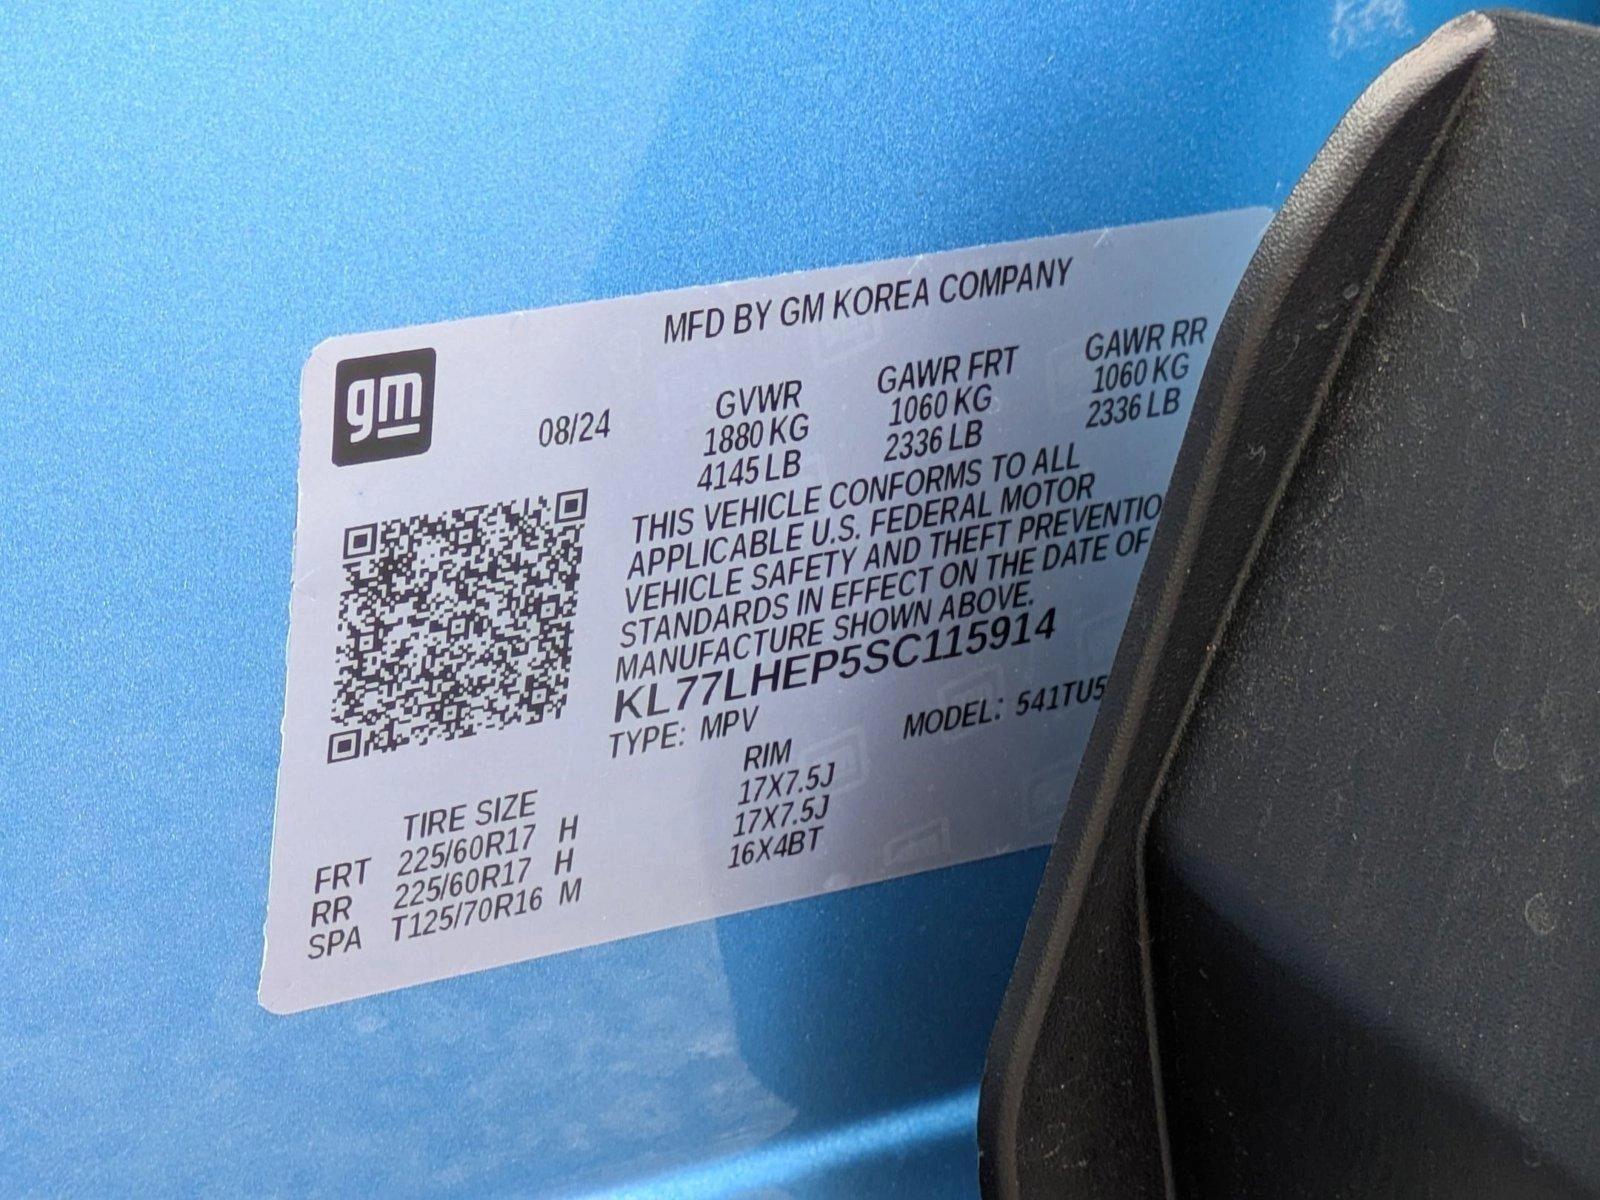 MFD BY GM KOREA COMPANY
gm
08/24
GVWR
1880 KG
4145 LB
GAWR FRT
1060 KG
2336 LB
GAWR RR
1060 KG
2336 LB
THIS VEHICLE CONFORMS TO ALL
APPLICABLE U.S. FEDERAL MOTOR
VEHICLE SAFETY AND THEFT PREVENTIO
STANDARDS IN EFFECT ON THE DATE OF
MANUFACTURE SHOWN ABOVE.
KL77LHEP5SC115914
TYPE: MPV
MODEL: 541TU5
TIRE SIZE
RIM
FRT 225/60R17 H 17X7.5J
RR 225/60R17 H 17X7.5J
SPA T125/70R16 M 16X4BT